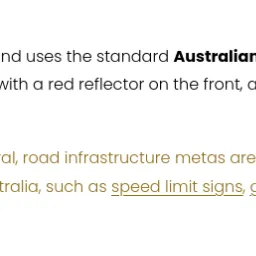 nd uses the standard Australian
with a red reflector on the front, a
al, road infrastructure metas are
tralia, such as speed limit signs, g